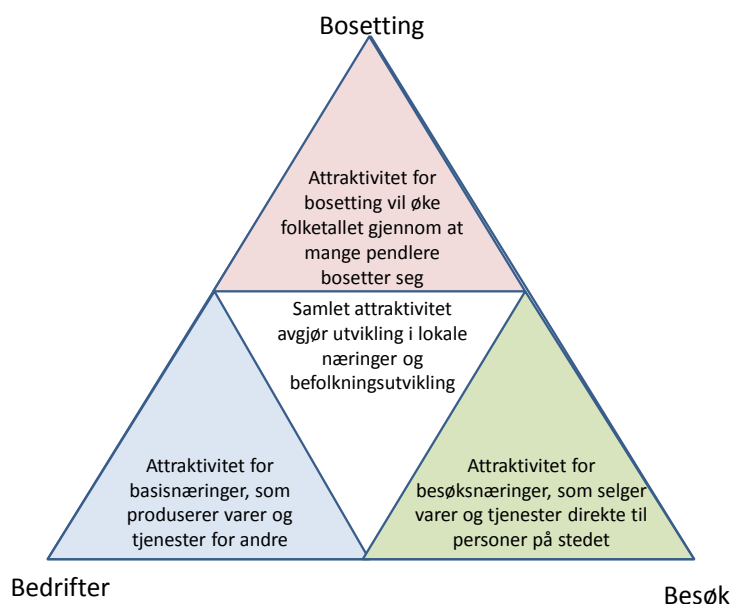 Bosetting
Attraktivitet for
bosetting vil øke
folketallet gjennom at
mange pendlere
bosetter seg
Samlet attraktivitet
avgjør utvikling i lokale
næringer og
befolkningsutvikling
Attraktivitet for
basisnæringer, som
produserer varer og
tjenester for andre
Attraktivitet for
besøksnæringer, som selger
varer og tjenester direkte til
personer på stedet
Bedrifter
Besøk